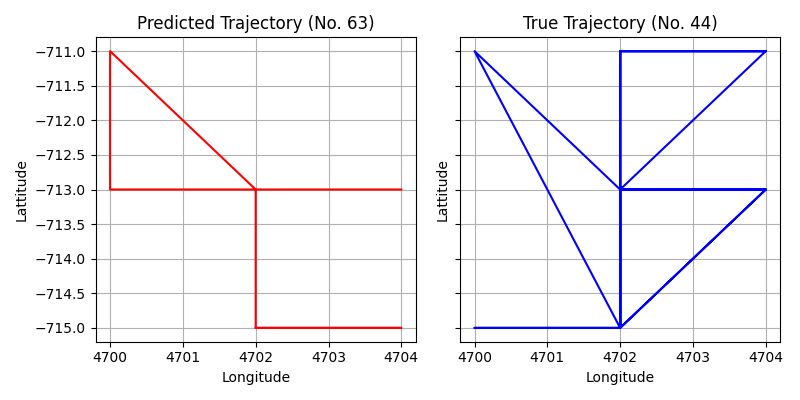 Predicted Trajectory (No. 63)
True Trajectory (No. 44)
−711.0
−711.5
−712.0
−712.5
−713.0
−713.5
−714.0
−714.5
−715.0
Lattitude
Lattitude
4700 4701 4702 4703 4704
4700 4701 4702 4703 4704
Longitude
Longitude